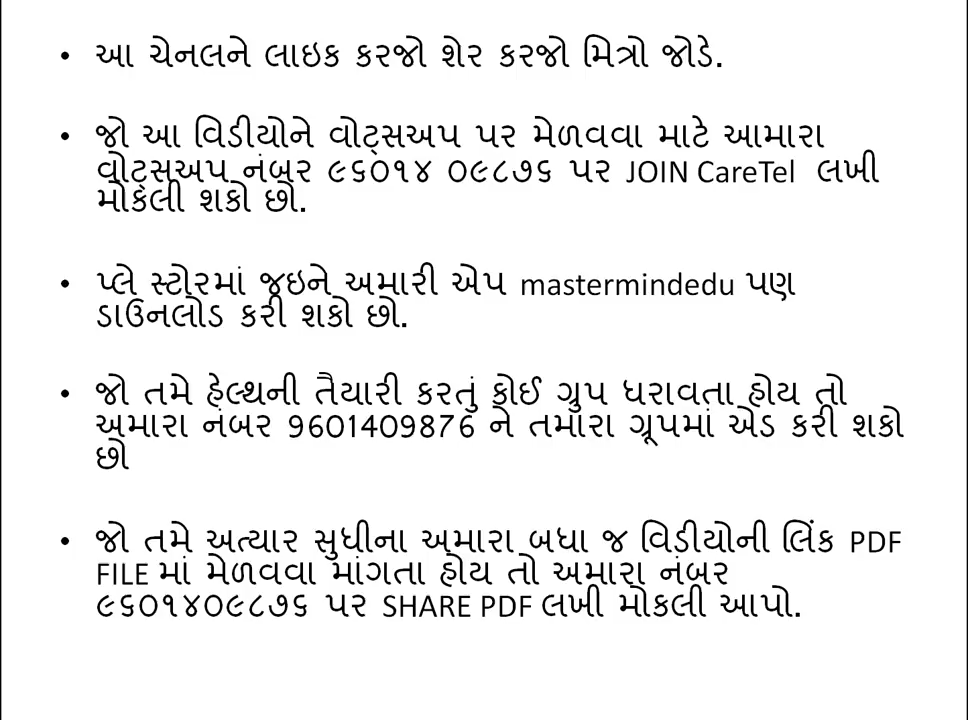 • આ ચેનલને લાઇક કરજો શેર કરજો મિત્રો જોડે.
• જો આ વિડીયોને વોટ્સઅપ પર મેળવવા માટે આમારા
વોટ્સઅપ નંબર ૯૬૦૧૪ ૦૯૮૭૬ પર JOIN CareTel લખી
મોકલી શકો છો.
• પ્લે સ્ટોરમાં જઇને અમારી એપ mastermindedu પણ
ડાઉનલોડ કરી શકો છો.
• જો તમે હેલ્થની તૈયારી કરતું કોઈ ગ્રુપ ધરાવતા હોય તો
અમારા નંબર 9601409876 ને તમારા ગ્રૂપમાં એડ કરી શકો
છો
• જો તમે અત્યાર સુધીના અમારા બધા જ વિડીયોની લિંક PDF
FILE માં મેળવવા માંગતા હોય તો અમારા નંબર
૯૬૦૧૪૦૯૮૭૬ પર SHARE PDF લખી મોકલી આપો.